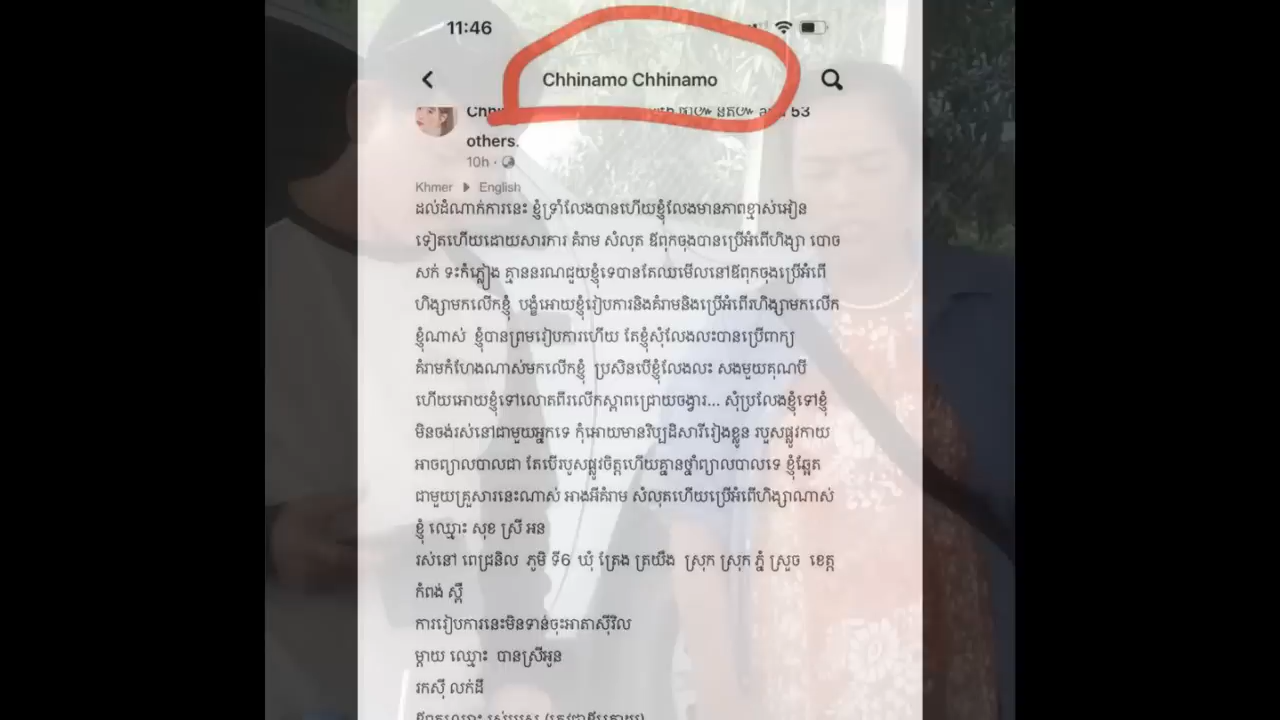 11:46
Chhinamo Chhinamo
and 53
others.
10h ·
Khmer ▸ English
ដល់ដំណាក់ការនេះ ខ្ញុំទ្រាំលែងបានហើយខ្ញុំលែងមានភាពខ្មាស់អៀន
ទៀតហើយដោយសារការ គំរាម សំលុត ឪពុកចុងបានប្រើអំពើហិង្សា បោច
សក់ ទះកំភ្លៀង គ្មាននរណជួយខ្ញុំទេបានតែឈមើលនៅឪពុកចុងប្រើអំពើ
ហិង្សាមកលើកខ្ញុំ បង្ខំអោយខ្ញុំរៀបការនិងគំរាមនិងប្រើអំពើរហិង្សាមកលើក
ខ្ញុំណាស់ ខ្ញុំបានព្រមរៀបការហើយ តែខ្ញុំសុំលែងលះបានប្រើពាក្យ
គំរាមកំហែងណាស់មកលើកខ្ញុំ ប្រសិនបើខ្ញុំលែងលះ សងមួយគុណបី
ហើយអោយខ្ញុំទៅលោតពីរលើកស្ពាពជ្រោយចង្វារ... សុំប្រលែងខ្ញុំទៅខ្ញុំ
មិនចង់រស់នៅជាមួយអ្នកទេ កុំអោយមានវិប្បដិសារីរៀងខ្លួន របួសផ្លូវកាយ
អាចព្យាលបាលជា តែបើរបួសផ្លូវចិត្តហើយគ្មានថ្នាំព្យាលបាលទេ ខ្ញុំឆ្អែត
ជាមួយគ្រួសារនេះណាស់ អាងអីគំរាម សំលុតហើយប្រើអំពើហិង្សាណាស់
ខ្ញុំ ឈ្មោះ សុខ ស្រី អន
រស់នៅ ពេជ្រនិល ភូមិ ទី6 ឃុំ ត្រែង ត្រយឹង ស្រុក ស្រុក ភ្នំ ស្រួច ខេត្ត
កំពង់ ស្ពឺ
ការរៀបការនេះមិនទាន់ចុះអាតាស៊ីវិល
ម្តាយ ឈ្មោះ បានស្រីអូន
រកស៊ី លក់ដី